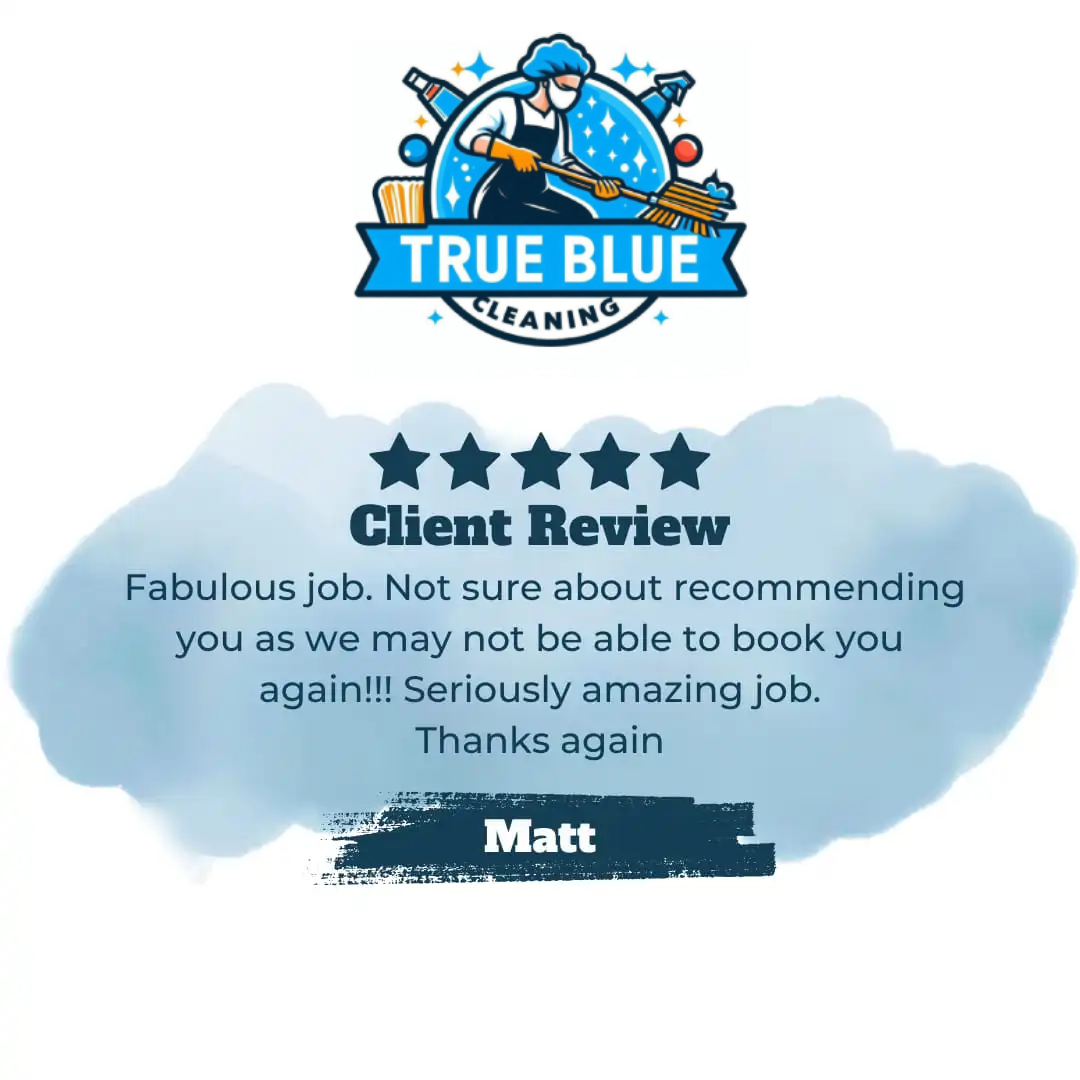 TRUE BLUE
CLEANING
Client Review
Fabulous job. Not sure about recommending
you as we may not be able to book you
again!!! Seriously amazing job.
Thanks again
Matt